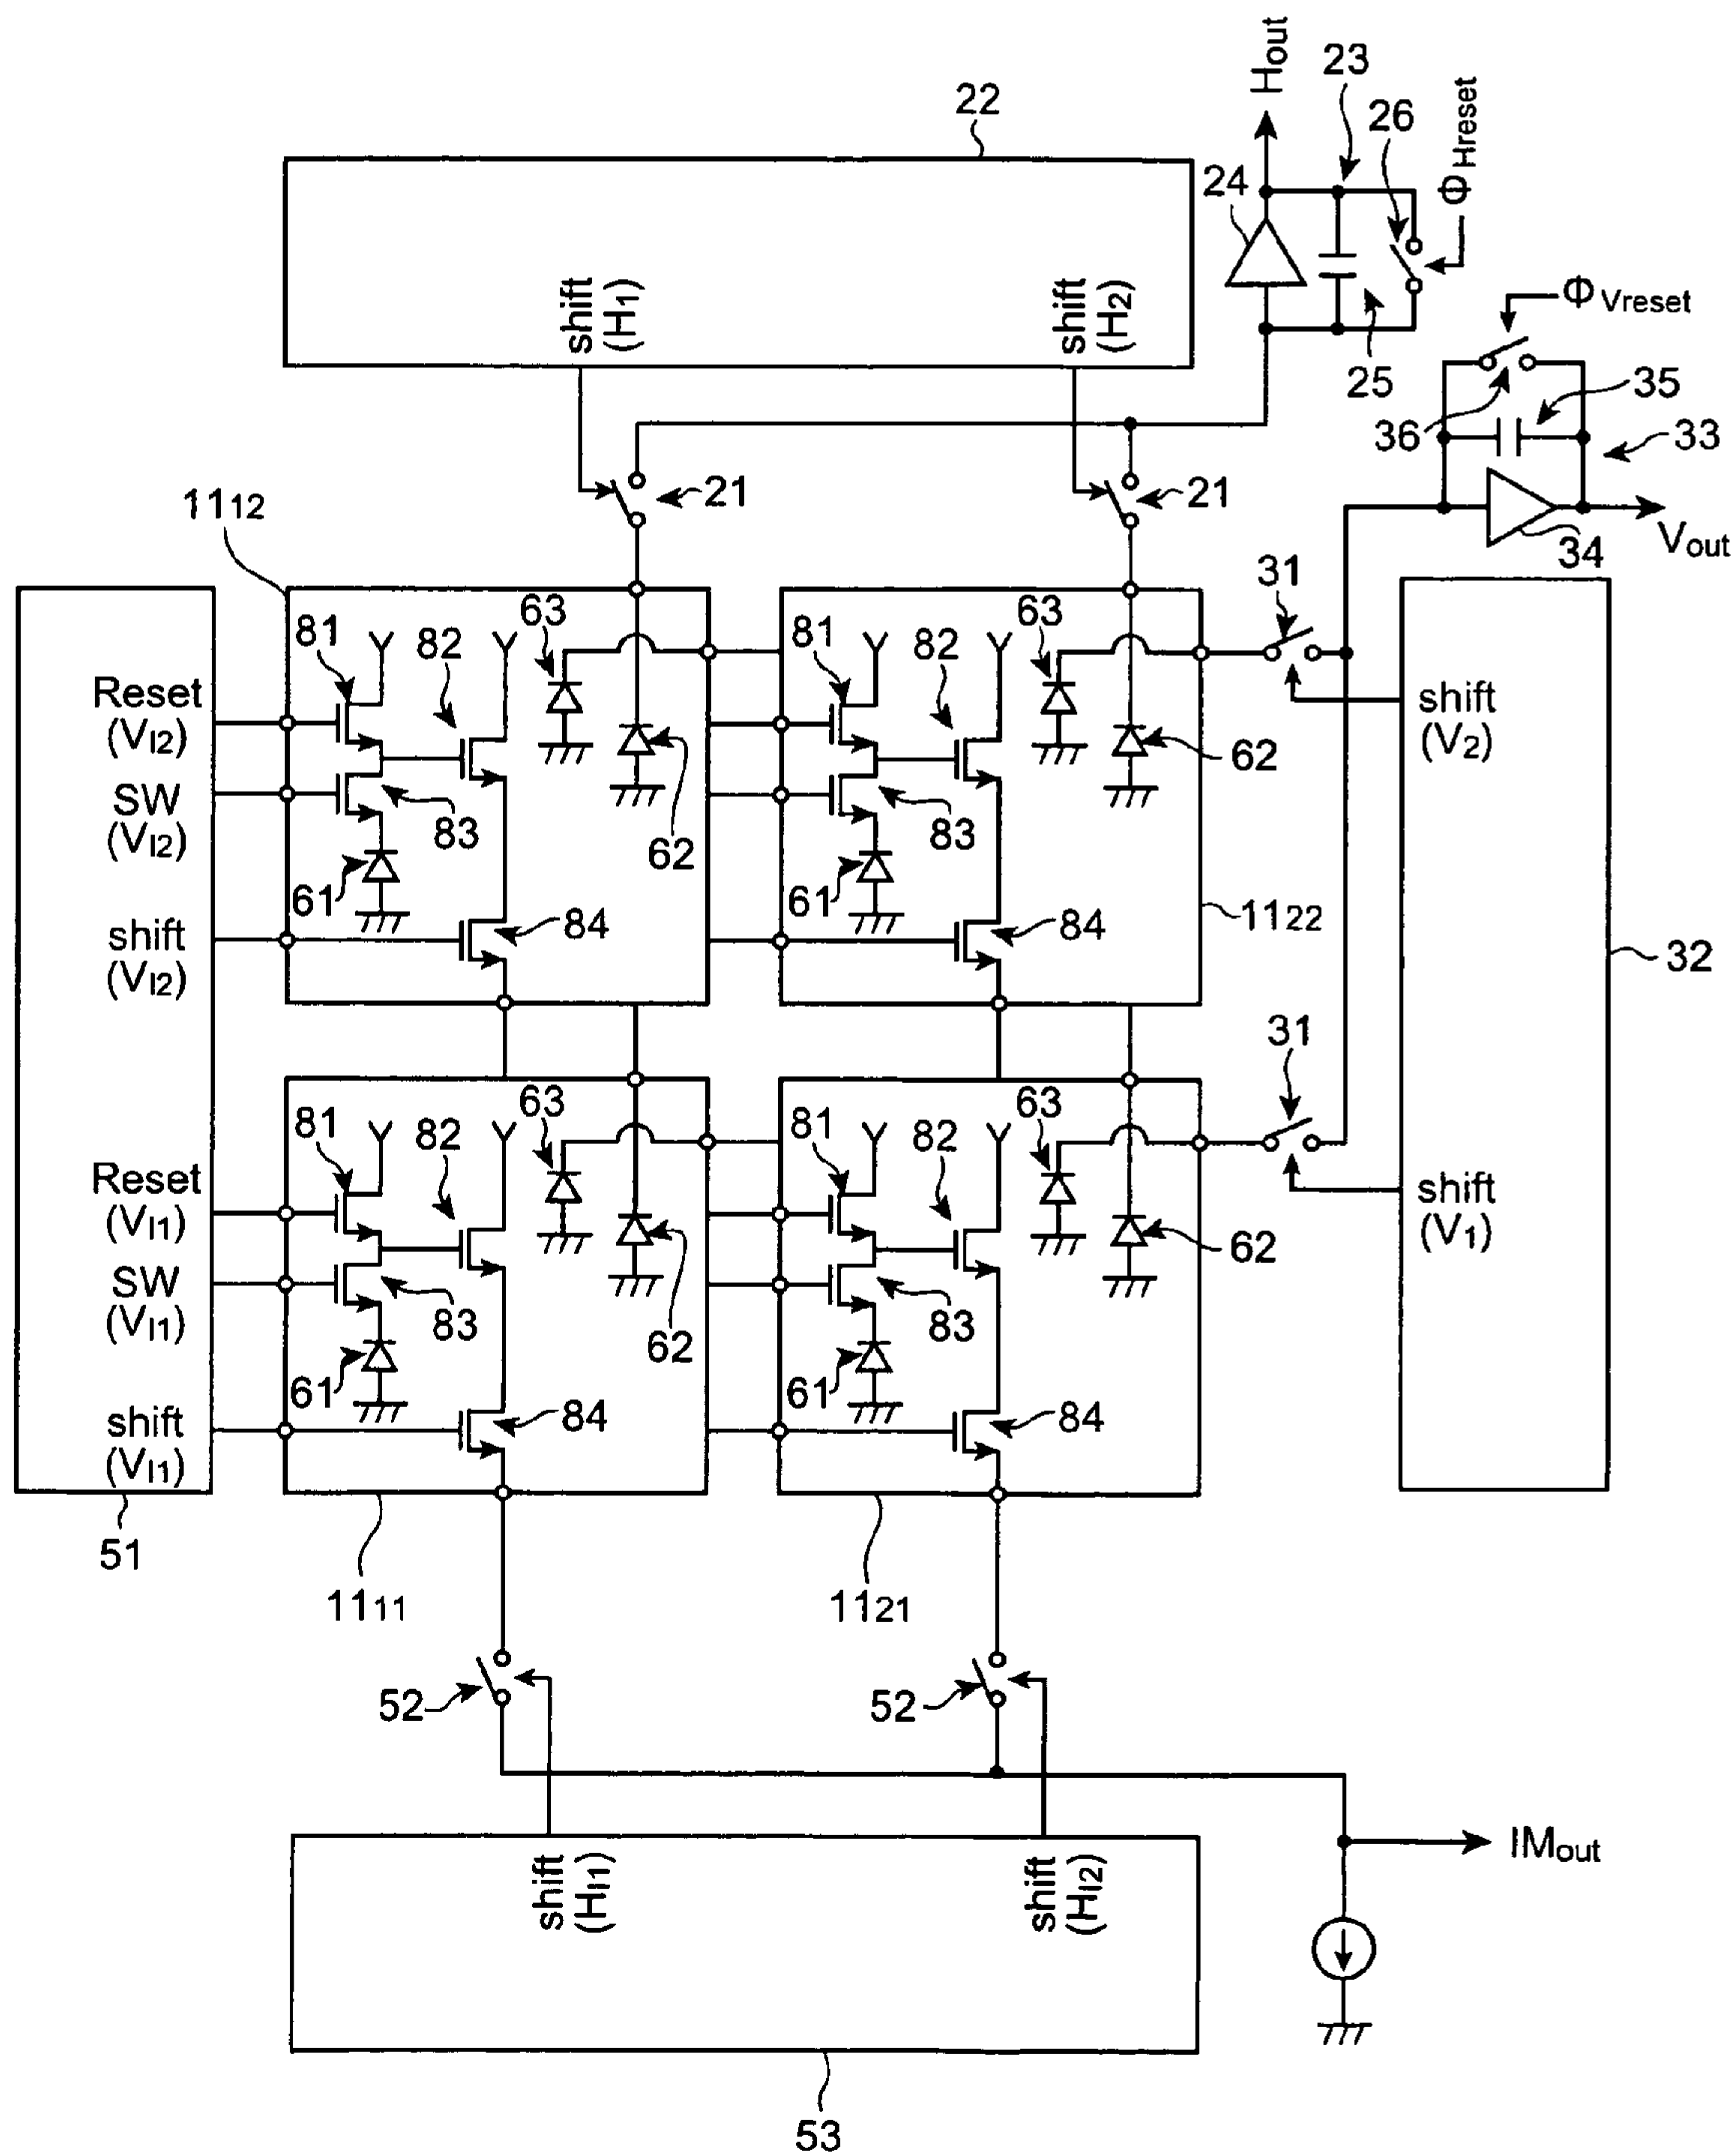 Hout
23
26
ΦHreset
22
24
shift
(H1)
shift
(H2)
25
ΦVreset
36
35
33
34
Vout
21
21
1112
31
81
82
63
81
82
63
Reset
(VI2)
SW
(VI2)
shift
(VI2)
83
62
61
84
83
62
61
84
1122
shift
(V2)
32
31
81
82
63
81
82
63
Reset
(VI1)
SW
(VI1)
shift
(VI1)
83
62
61
84
83
62
61
84
shift
(V1)
51
1111
1121
52
52
IMout
shift
(HI1)
shift
(HI2)
53